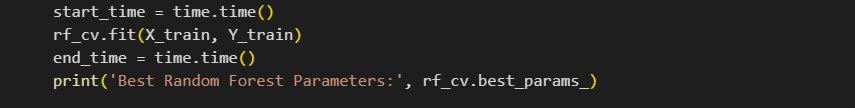 start_time = time.time()
rf_cv.fit(X_train, Y_train)
end_time = time.time()
print('Best Random Forest Parameters:', rf_cv.best_params_)